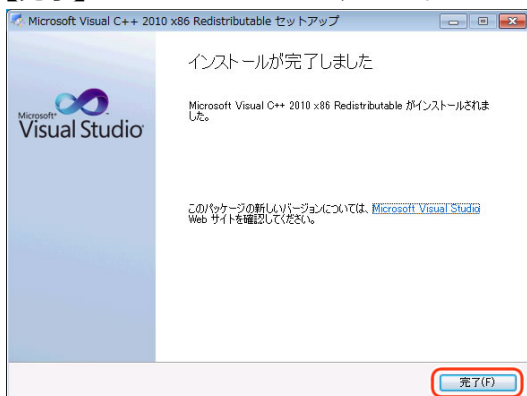 Microsoft Visual C++ 2010 x86 Redistributable セットアップ
インストールが完了しました
Microsoft Visual C++ 2010 x86 Redistributable がインストールされま
した。
Microsoft
Visual Studio
このパッケージの新しいバージョンについては、Microsoft Visual Studio
Web サイトを確認してください。
完了(F)